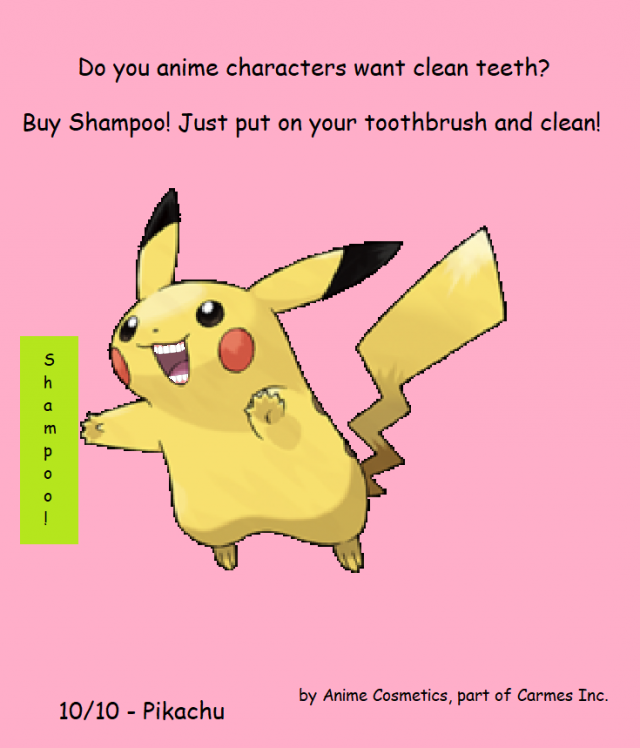 Do you anime characters want clean teeth?
Buy Shampoo! Just put on your toothbrush and clean!
Shampoo!
by Anime Cosmetics, part of Carmes Inc.
10/10 - Pikachu